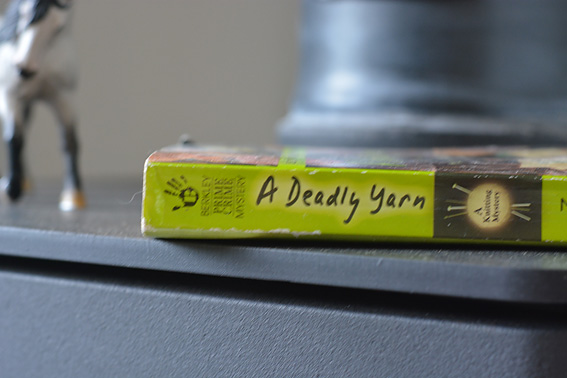 BERKLEY
PRIME
CRIME
MYSTERY
A Deadly Yarn
A
Knitting
Mystery